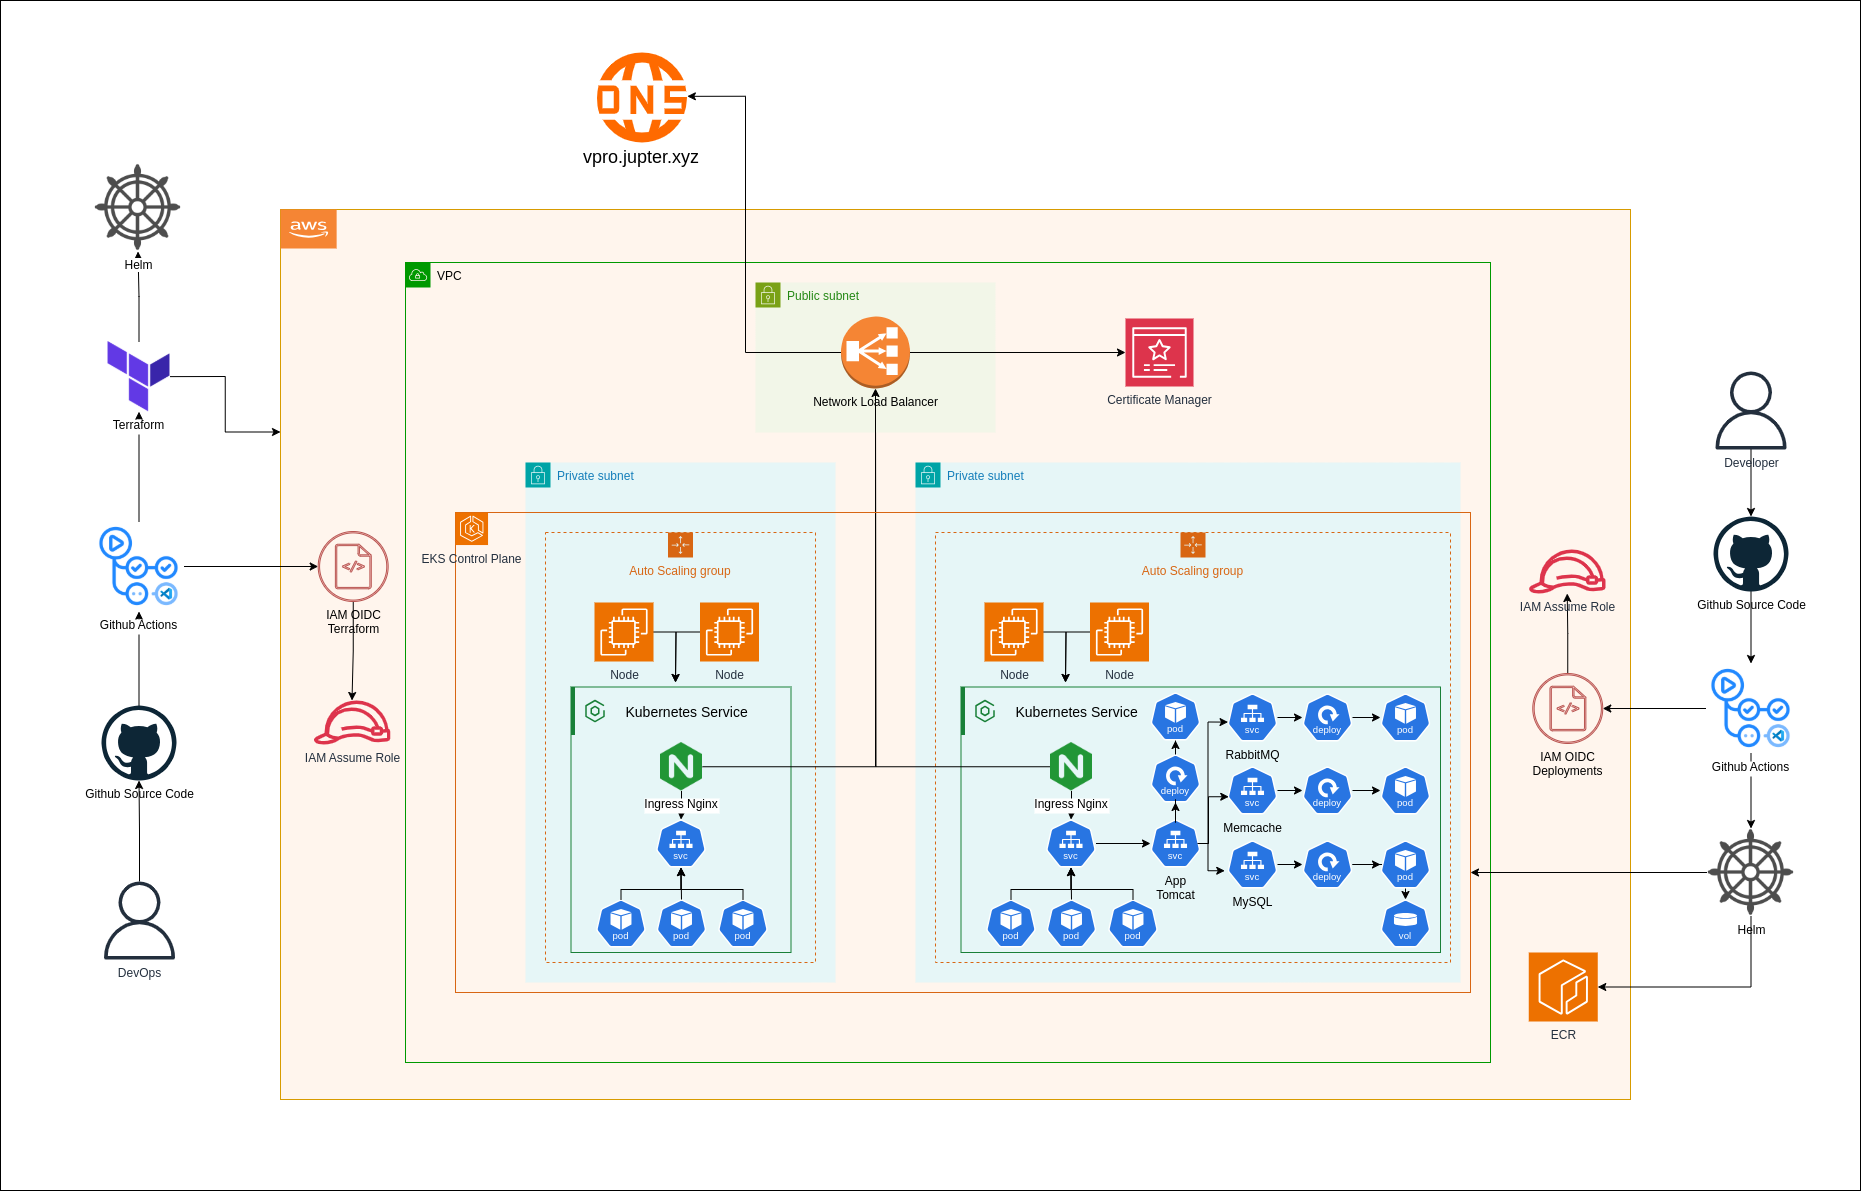 DNS
vpro.jupter.xyz
Helm
aws
VPC
Public subnet
Network Load Balancer
Certificate Manager
Terraform
Developer
Private subnet
Private subnet
EKS Control Plane
Auto Scaling group
Auto Scaling group
Github Actions
IAM OIDC
Terraform
IAM Assume Role
Github Source Code
Node
Node
Node
Node
Kubernetes Service
Kubernetes Service
pod
svc
deploy
pod
RabbitMQ
IAM Assume Role
Github Source Code
IAM OIDC
Deployments
Github Actions
Github Source Code
DevOps
Ingress Nginx
Ingress Nginx
deploy
svc
deploy
pod
Memcache
svc
svc
svc
App
Tomcat
svc
deploy
pod
MySQL
pod
pod
pod
pod
pod
pod
vol
Helm
ECR